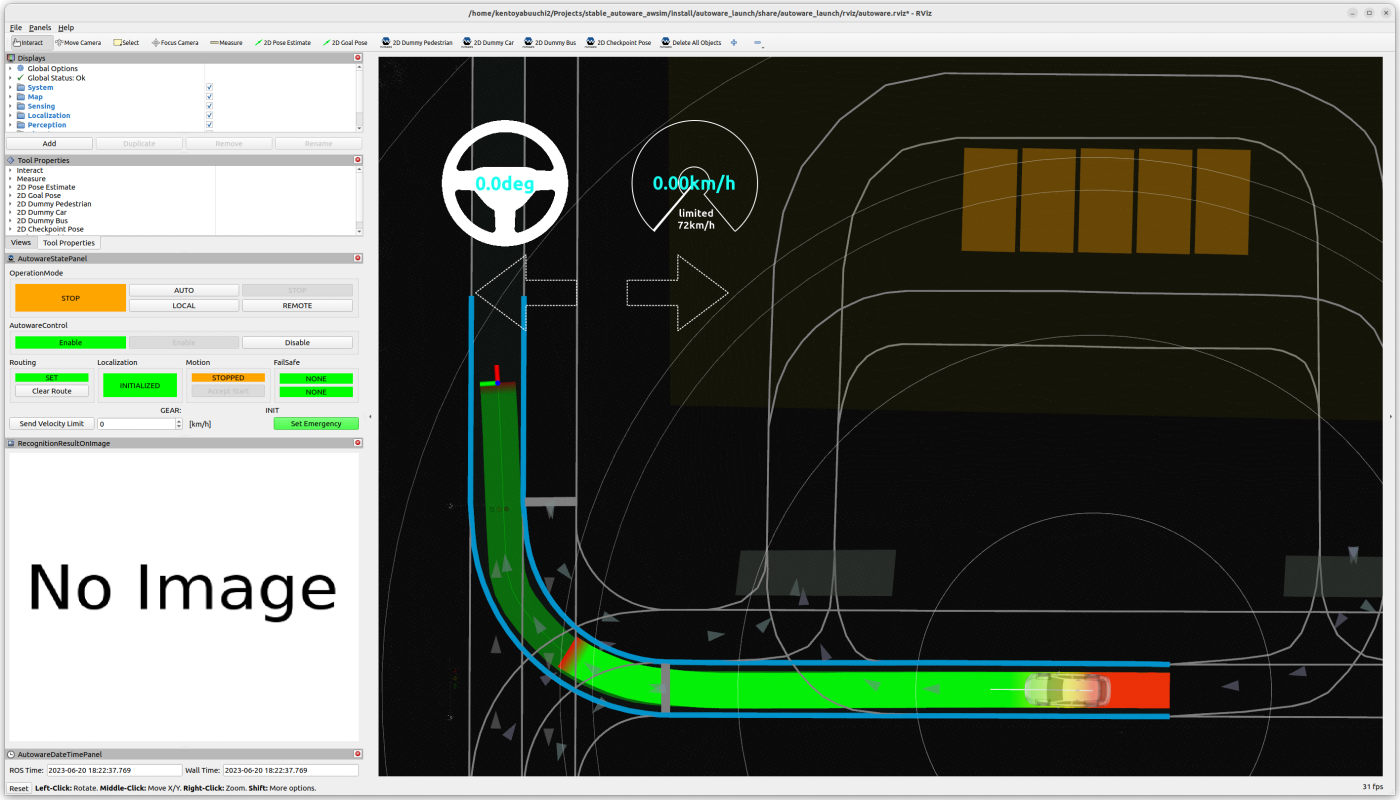 /home/kentoyabuuchi2/Projects/stable_autoware_awsim/install/autoware_launch/share/autoware_launch/rviz/autoware.rviz* - RViz
File Panels Help
Interact Move Camera Select Focus Camera Measure 2D Pose Estimate 2D Goal Pose 2D Dummy Pedestrian 2D Dummy Car 2D Dummy Bus 2D Checkpoint Pose Delete All Objects
Displays
Global Options
Global Status: Ok
System
Map
Sensing
Localization
Perception
Add Duplicate Remove Rename
Tool Properties
Interact
Measure
2D Pose Estimate
2D Goal Pose
2D Dummy Pedestrian
2D Dummy Car
2D Dummy Bus
2D Checkpoint Pose
Views Tool Properties
AutowareStatePanel
OperationMode
STOP AUTO STOP
LOCAL REMOTE
AutowareControl
Enable Enable Disable
Routing Localization Motion FailSafe
SET INITIALIZED STOPPED NONE
Clear Route Accept Start NONE
GEAR: INIT
Send Velocity Limit 0 [km/h] Set Emergency
RecognitionResultOnImage
No Image
AutowareDateTimePanel
ROS Time: 2023-06-20 18:22:37.769 Wall Time: 2023-06-20 18:22:37.769
Reset Left-Click: Rotate. Middle-Click: Move X/Y. Right-Click: Zoom. Shift: More options.
31 fps
0.0deg
0.00km/h
limited
72km/h